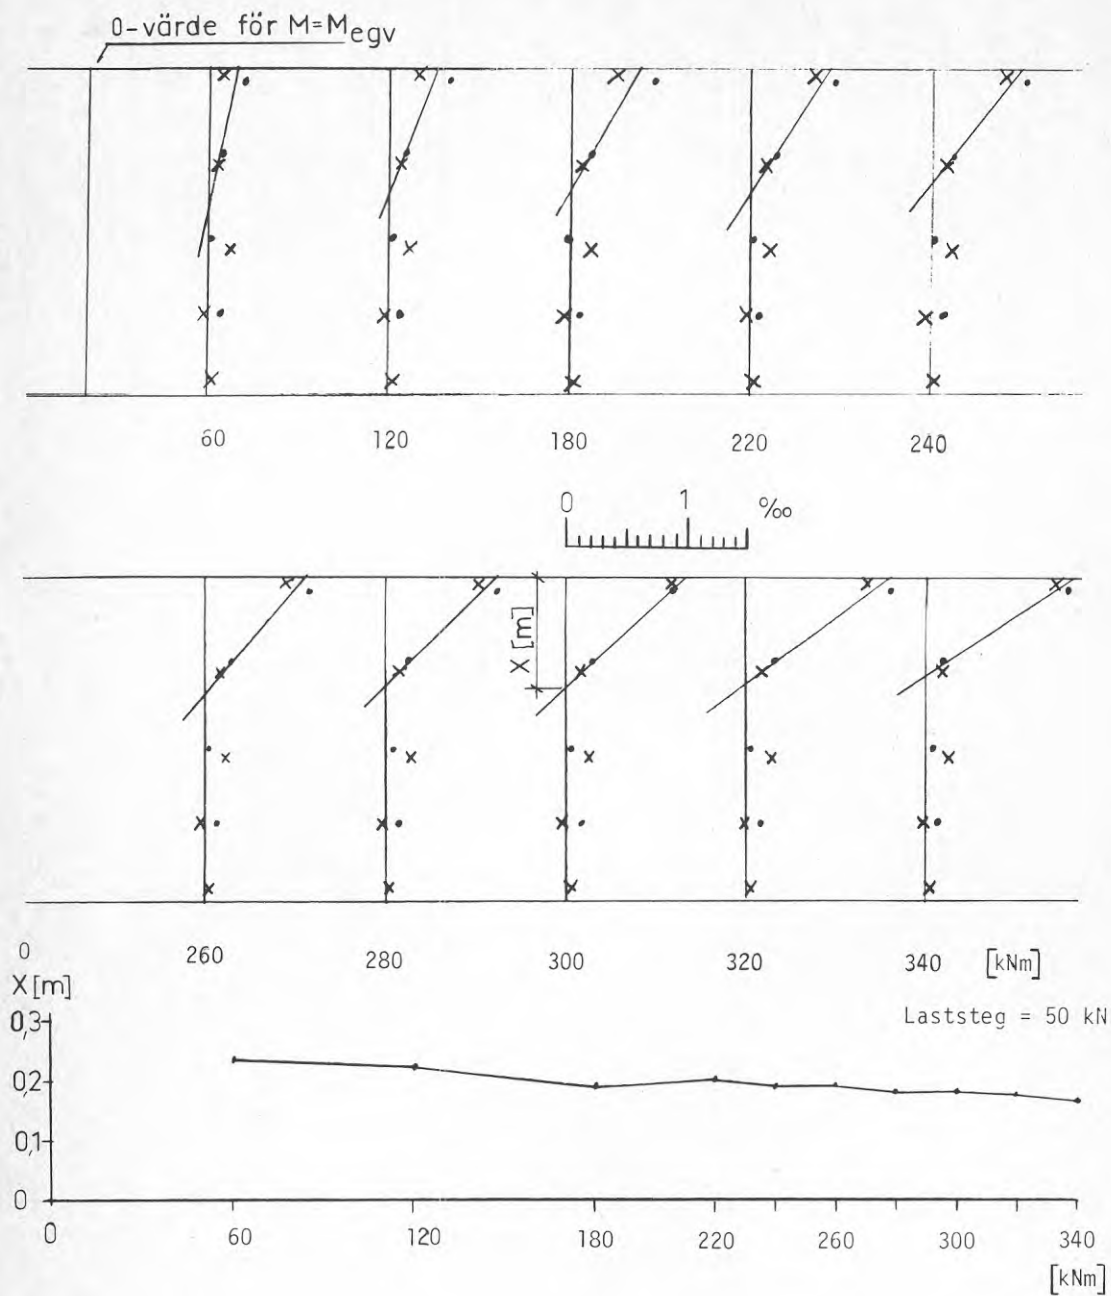 0-värde för M=Megv
60 120 180 220 240
0 1 ‰
X [m]
260 280 300 320 340 [kNm]
0
X [m]
Laststeg = 50 kN
0,3
0,2
0,1
0
0 60 120 180 220 260 300 340
[kNm]